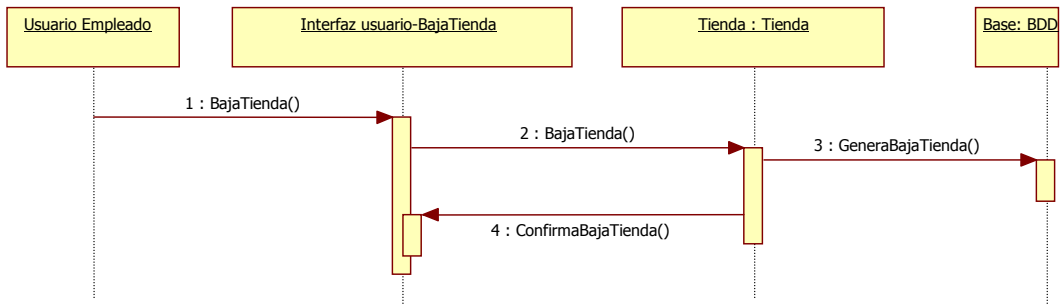 Usuario Empleado
Interfaz usuario-BajaTienda
Tienda : Tienda
Base: BDD
1 : BajaTienda()
2 : BajaTienda()
3 : GeneraBajaTienda()
4 : ConfirmaBajaTienda()